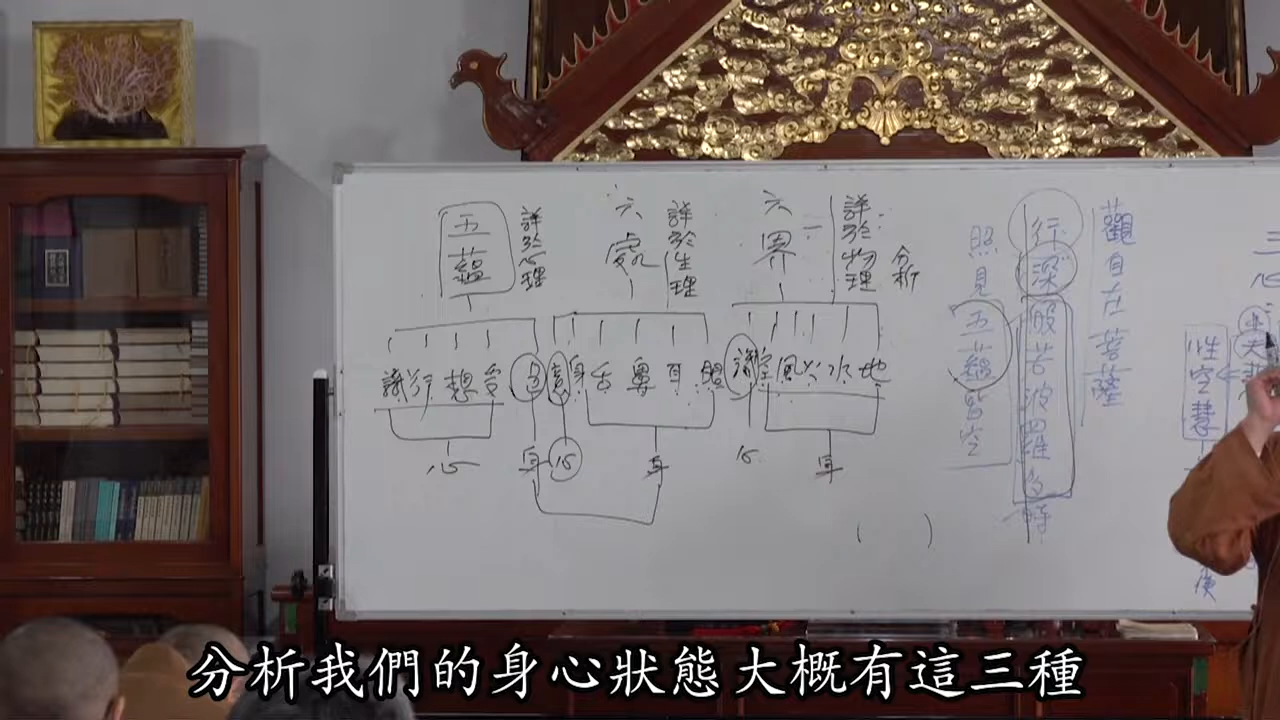 觀自在菩薩
行深般若波羅蜜多時
照見五蘊皆空
三心
性空慧
分析
六界
詳於物理
地水火風空識
身
心
六處
詳於生理
眼耳鼻舌身意
身
心
五蘊
詳於心理
色受想行識
身
心
( )
分析我們的身心狀態大概有這三種